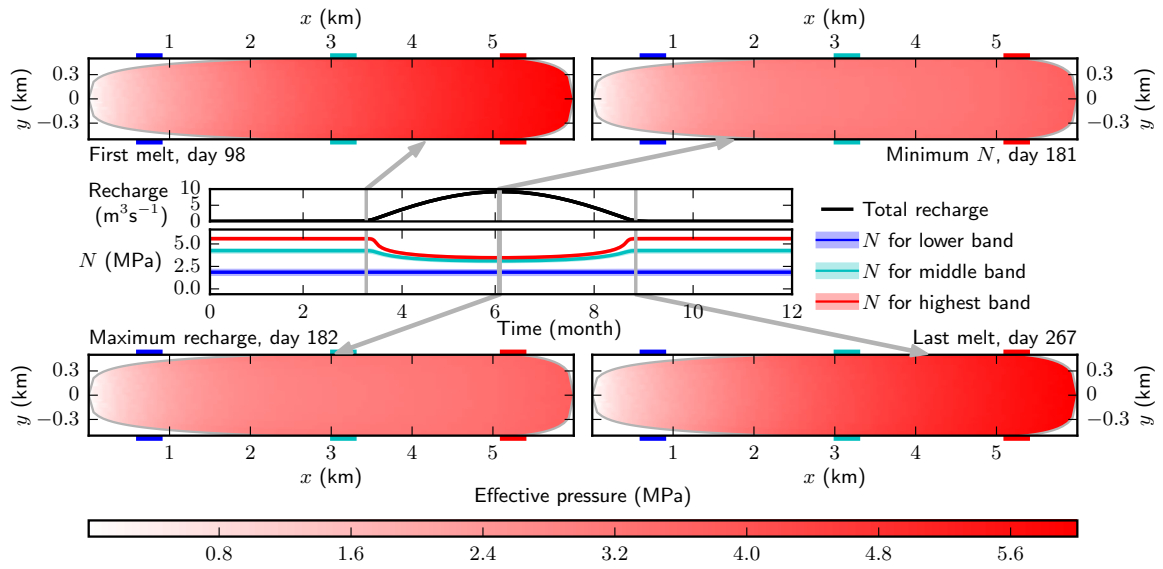 x (km)
x (km)
1 2 3 4 5
1 2 3 4 5
y (km)
0.3
0
−0.3
0.3
0
−0.3
y (km)
First melt, day 98
Minimum N, day 181
Recharge
(m³s⁻¹)
10
5
0
Total recharge
N (MPa)
5.0
2.5
0.0
N for lower band
N for middle band
N for highest band
0 2 4 6 8 10 12
Time (month)
Maximum recharge, day 182
Last melt, day 267
y (km)
0.3
0
−0.3
0.3
0
−0.3
y (km)
1 2 3 4 5
1 2 3 4 5
x (km)
x (km)
Effective pressure (MPa)
0.8 1.6 2.4 3.2 4.0 4.8 5.6